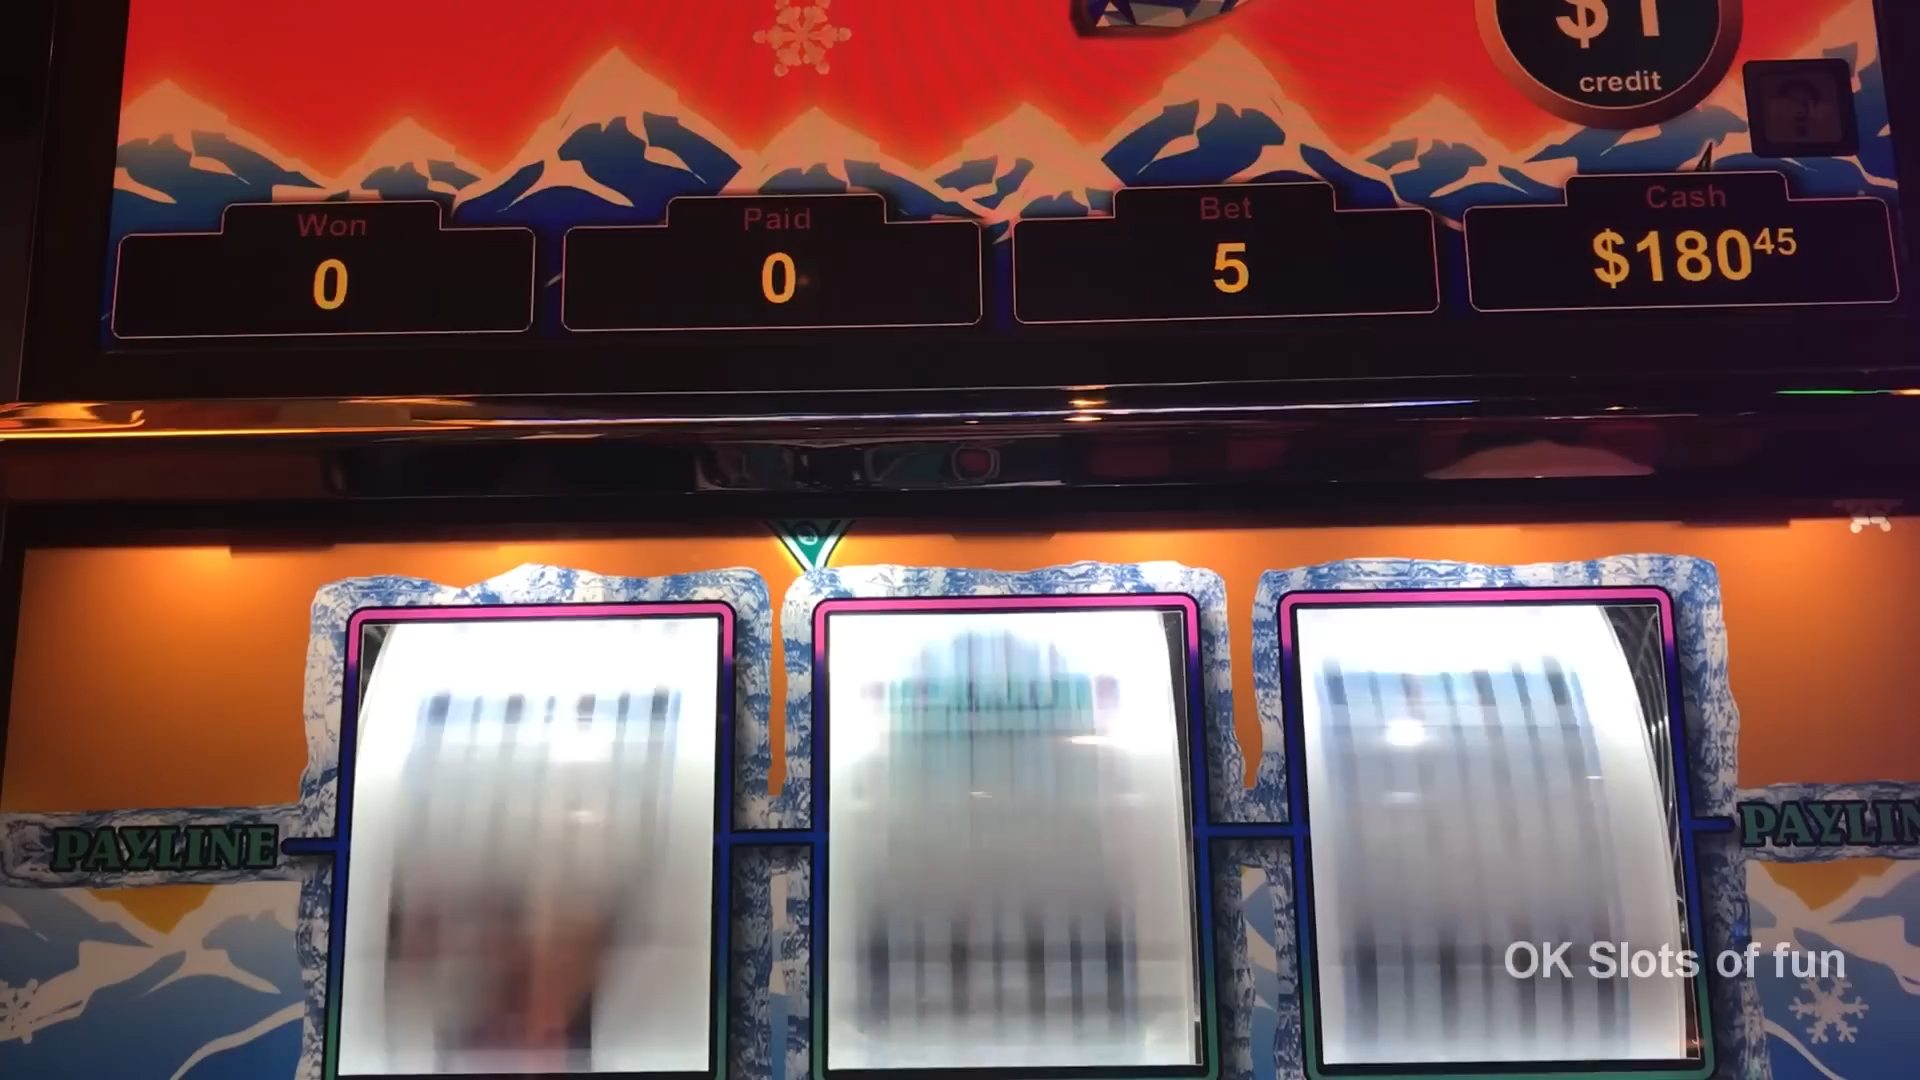 $1
credit
Won
Paid
Bet
Cash
0
0
5
$18045
PAYLINE
PAYLIN
OK Slots of fun